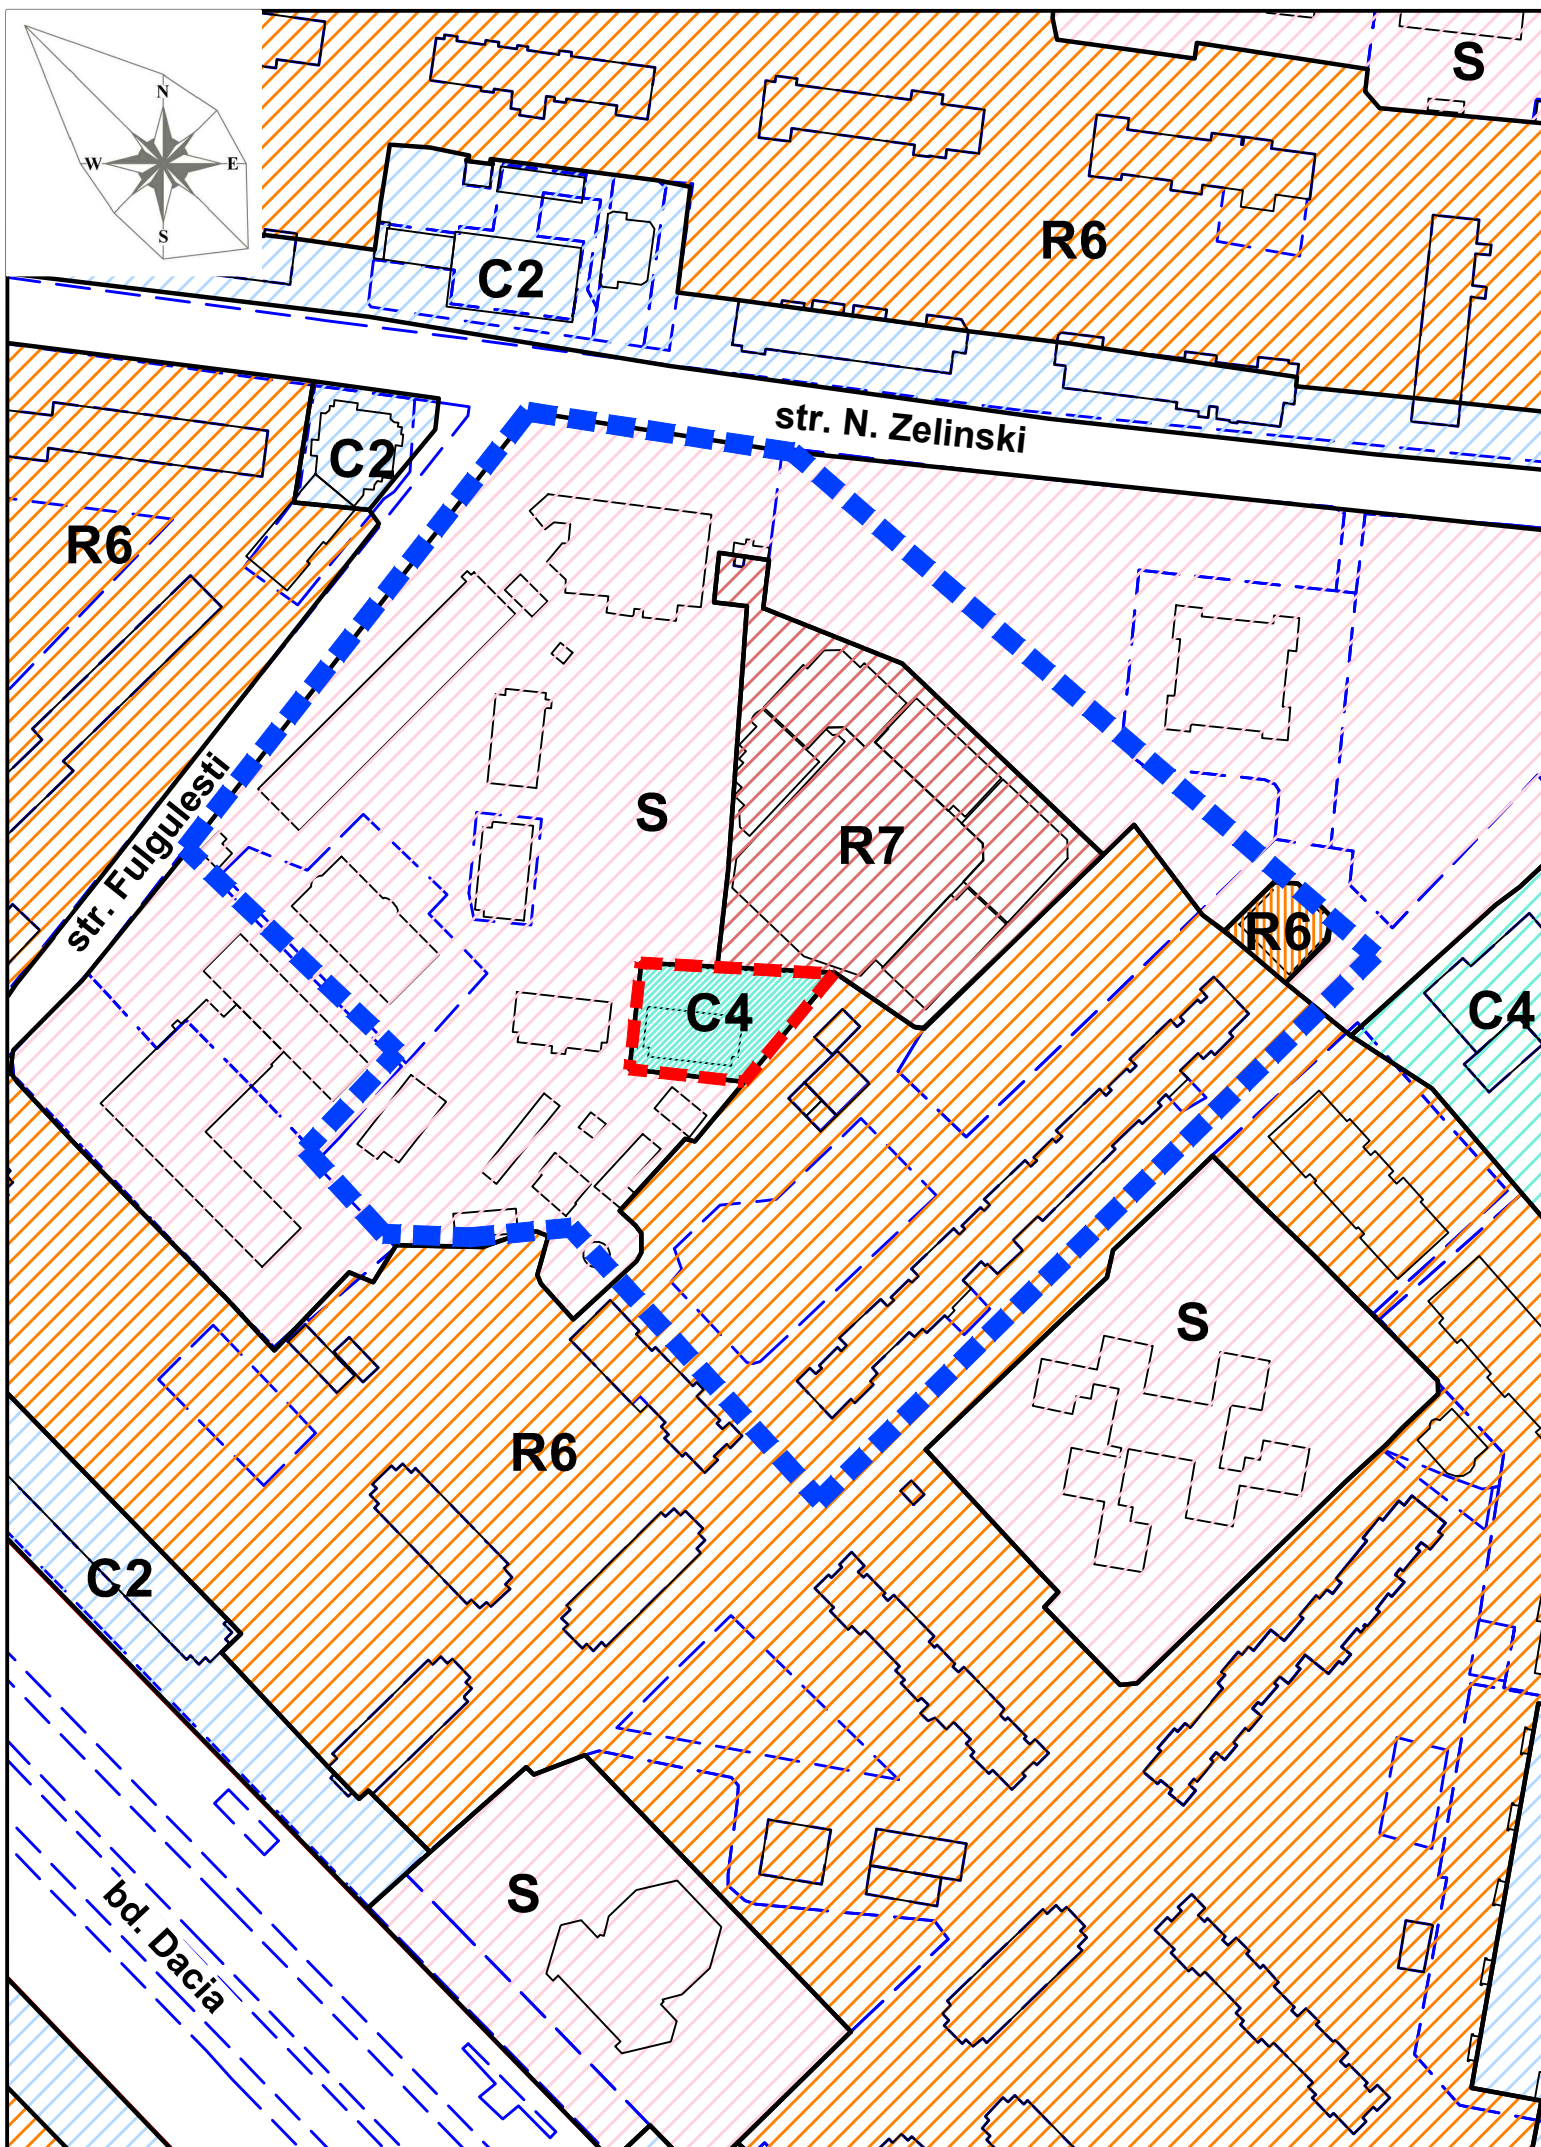 S
N
W
E
S
R6
C2
str. N. Zelinski
C2
R6
S
R7
str. Fulgulesti
R6
C4
C4
S
R6
C2
S
bd. Dacia